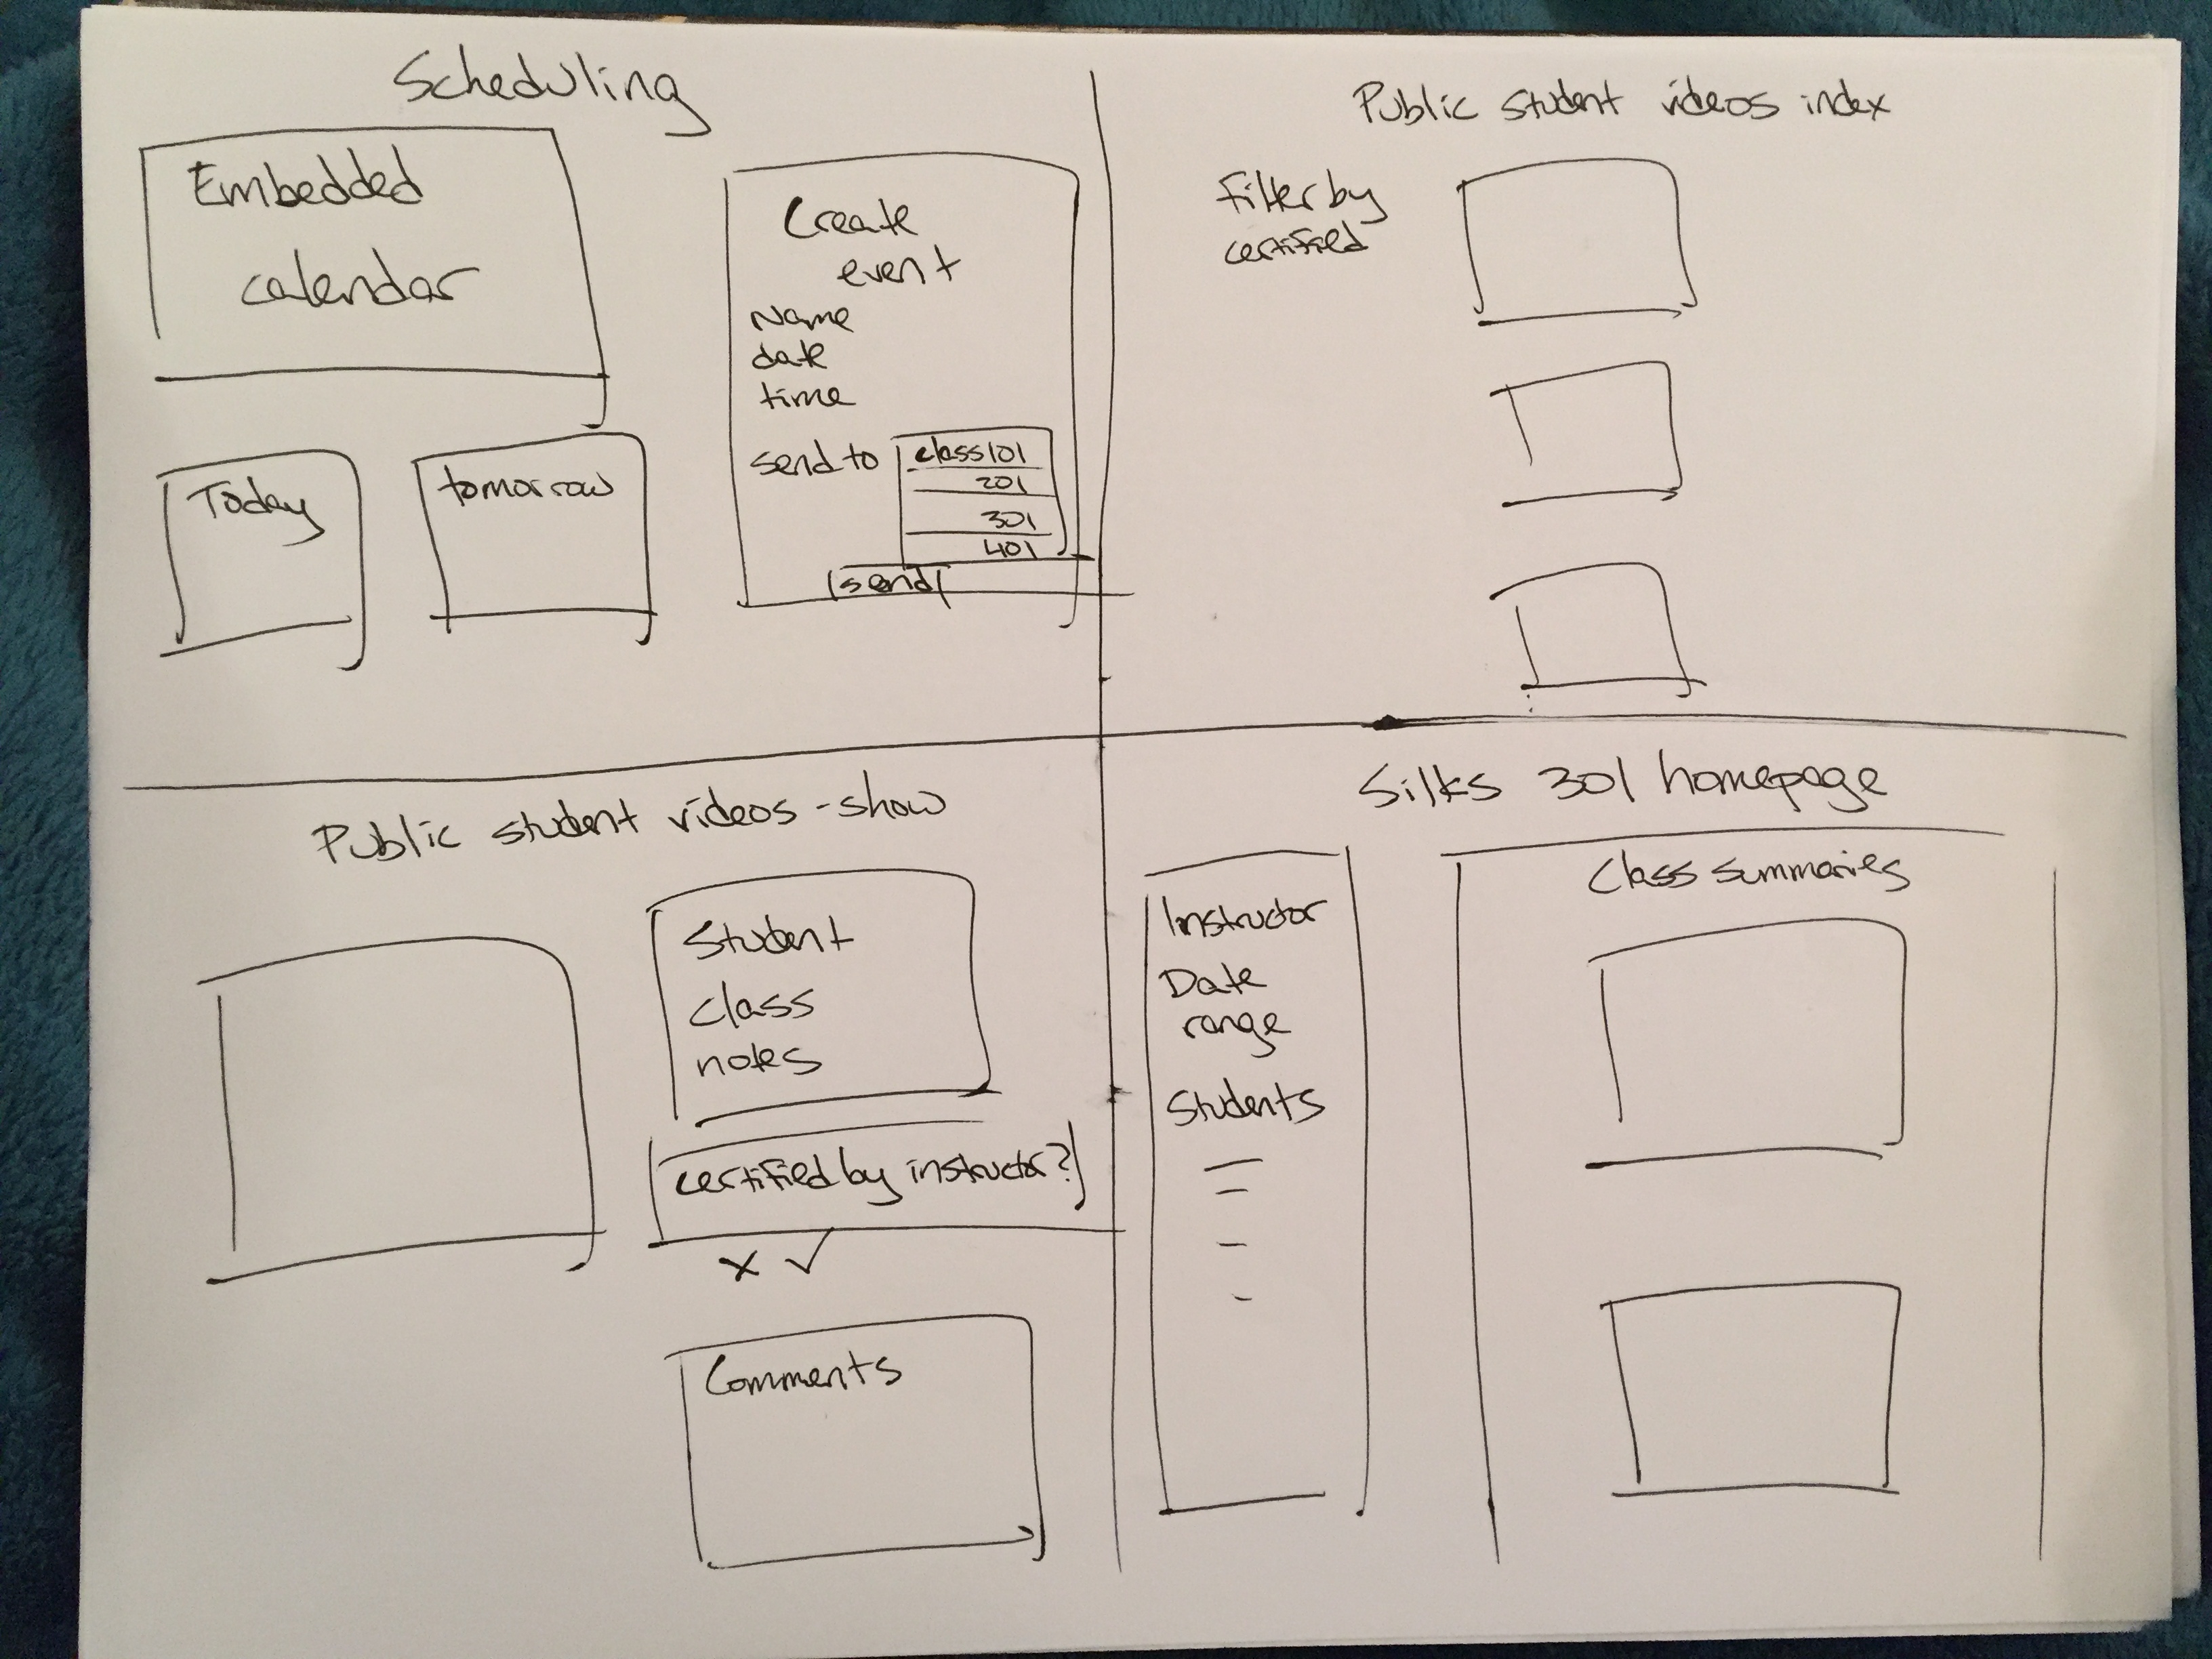 Scheduling
Embedded
calendar
Today
tomorrow
Create
event
Name
date
time
send to
class 101
201
301
401
send
Public student videos index
filter by
certified
Public student videos - show
Student
class
notes
certified by instructor?
x ✓
Comments
Silks 301 homepage
Instructor
Date
range
Students
Class summaries